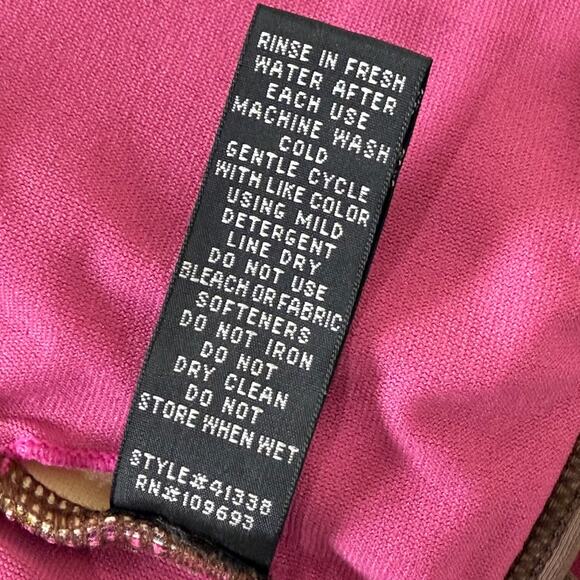 RINSE IN FRESH
WATER AFTER
EACH USE
MACHINE WASH
COLD
GENTLE CYCLE
WITH LIKE COLOR
USING MILD
DETERGENT
LINE DRY
DO NOT USE
BLEACH OR FABRIC
SOFTENERS
DO NOT IRON
DO NOT
DRY CLEAN
DO NOT
STORE WHEN WET
STYLE#41338
RN#109693